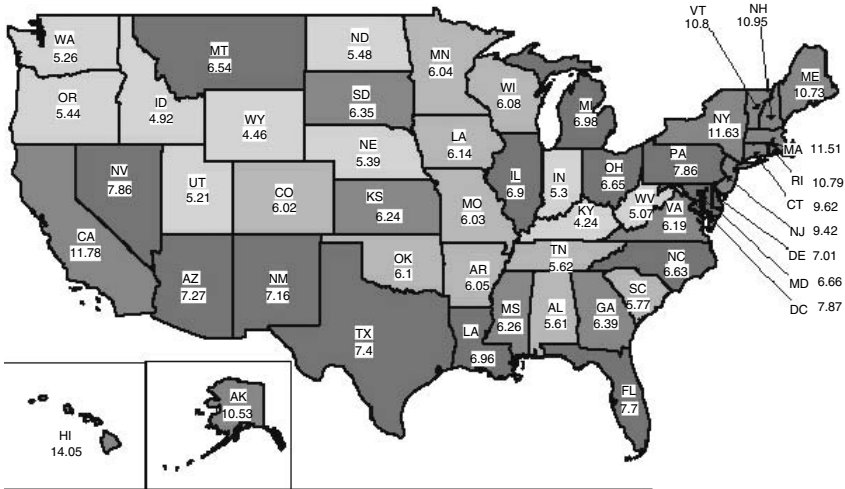 VT
10.8
NH
10.95
WA
5.26
MT
6.54
ND
5.48
MN
6.04
ME
10.73
OR
5.44
ID
4.92
SD
6.35
WI
6.08
MI
6.98
NY
11.63
WY
4.46
MA 11.51
NE
5.39
LA
6.14
PA
7.86
RI 10.79
NV
7.86
UT
5.21
CO
6.02
IL
6.9
IN
5.3
OH
6.65
CT 9.62
KS
6.24
MO
6.03
KY
4.24
WV
5.07
VA
6.19
NJ 9.42
CA
11.78
DE 7.01
AZ
7.27
NM
7.16
OK
6.1
AR
6.05
TN
5.62
NC
6.63
MD 6.66
SC
5.77
DC 7.87
TX
7.4
LA
6.96
MS
6.26
AL
5.61
GA
6.39
FL
7.7
AK
10.53
HI
14.05